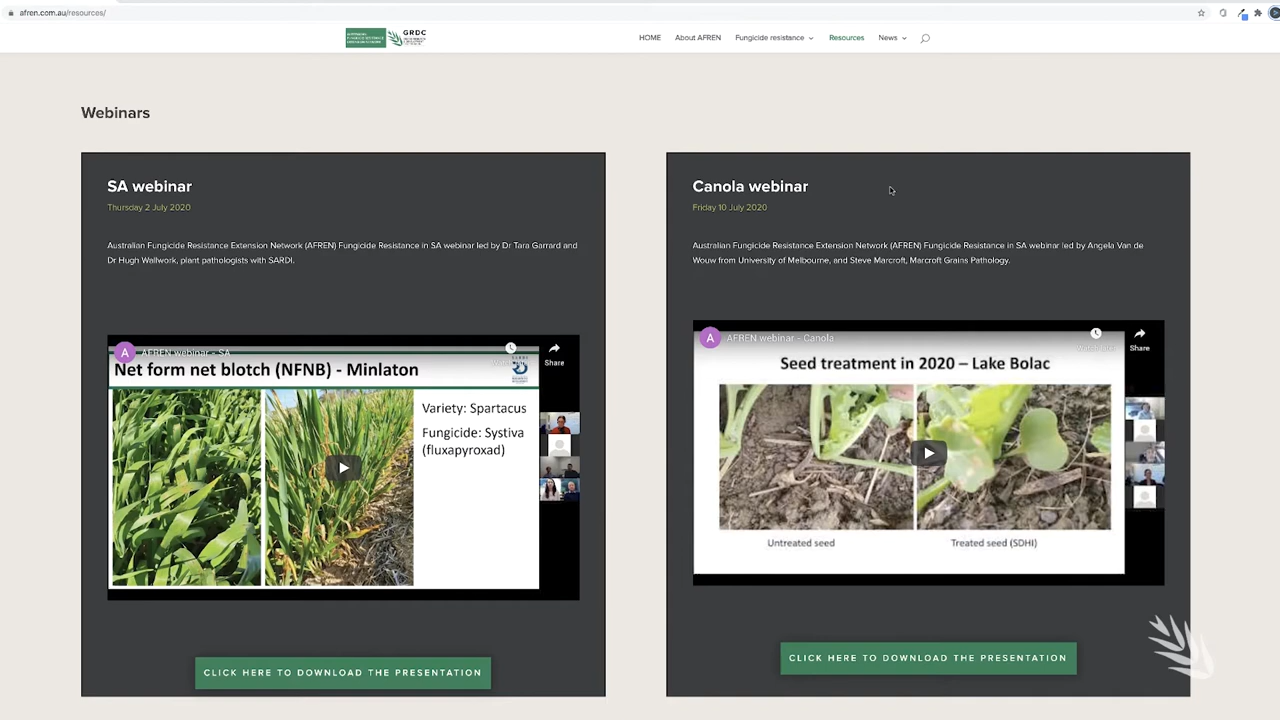 afren.com.au/resources/
GRDC
HOME
About AFREN
Fungicide resistance
Resources
News
Webinars
SA webinar
Thursday 2 July 2020
Australian Fungicide Resistance Extension Network (AFREN) Fungicide Resistance in SA webinar led by Dr Tara Garrard and
Dr Hugh Wallwork, plant pathologists with SARDI.
A
AFREN webinar - SA
Share
Net form net blotch (NFNB) - Minlaton
Variety: Spartacus
Fungicide: Systiva
(fluxapyroxad)
CLICK HERE TO DOWNLOAD THE PRESENTATION
Canola webinar
Friday 10 July 2020
Australian Fungicide Resistance Extension Network (AFREN) Fungicide Resistance in SA webinar led by Angela Van de
Wouw from University of Melbourne, and Steve Marcroft, Marcroft Grains Pathology.
A
AFREN webinar - Canola
Share
Seed treatment in 2020 – Lake Bolac
Untreated seed
Treated seed (SDHI)
CLICK HERE TO DOWNLOAD THE PRESENTATION